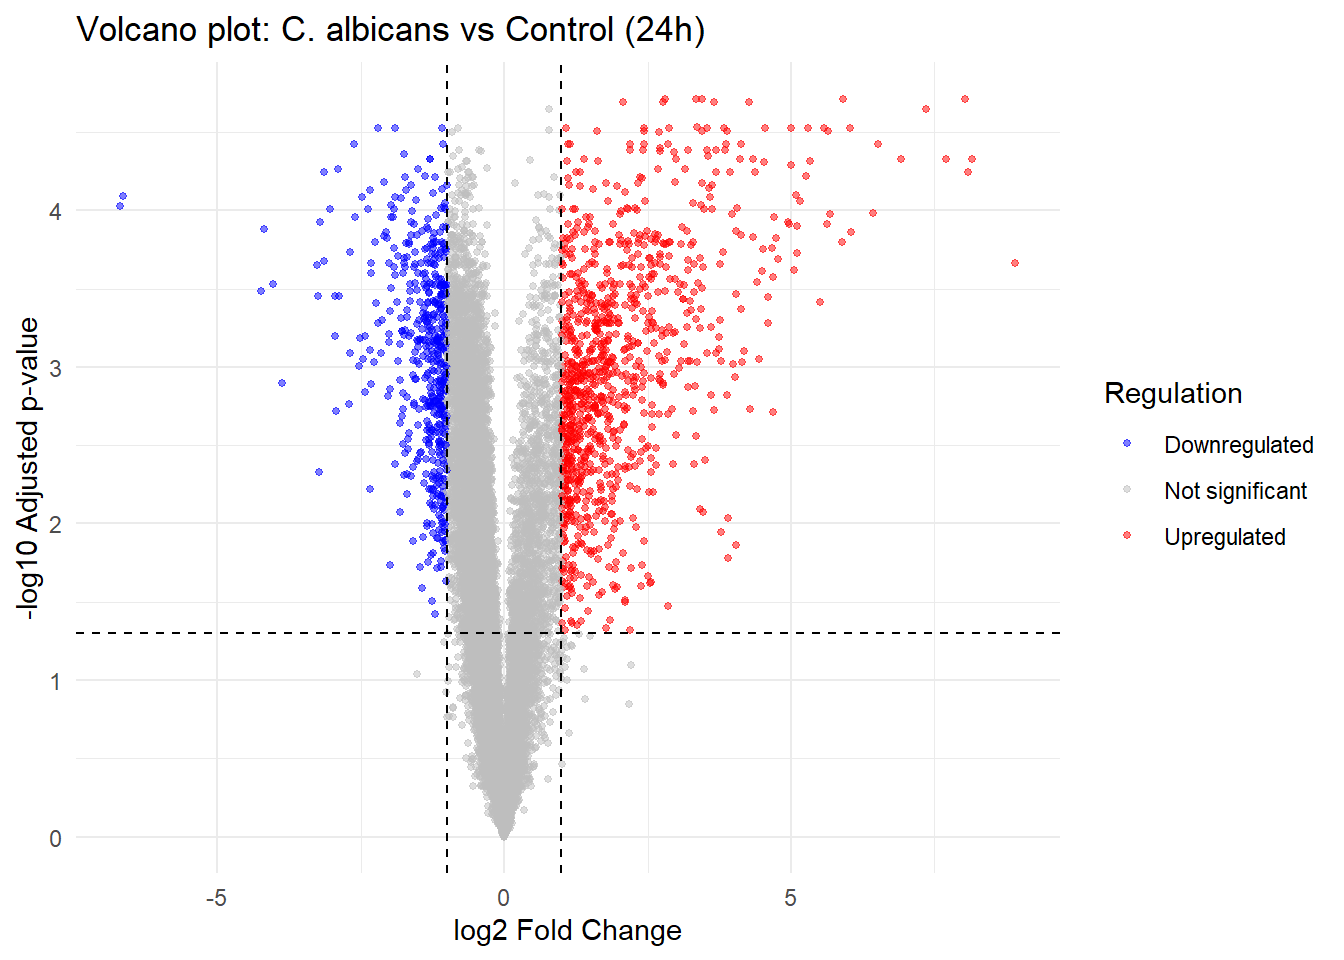 Volcano plot: C. albicans vs Control (24h)
-log10 Adjusted p-value
4
3
2
1
0
-5
0
5
log2 Fold Change
Regulation
Downregulated
Not significant
Upregulated